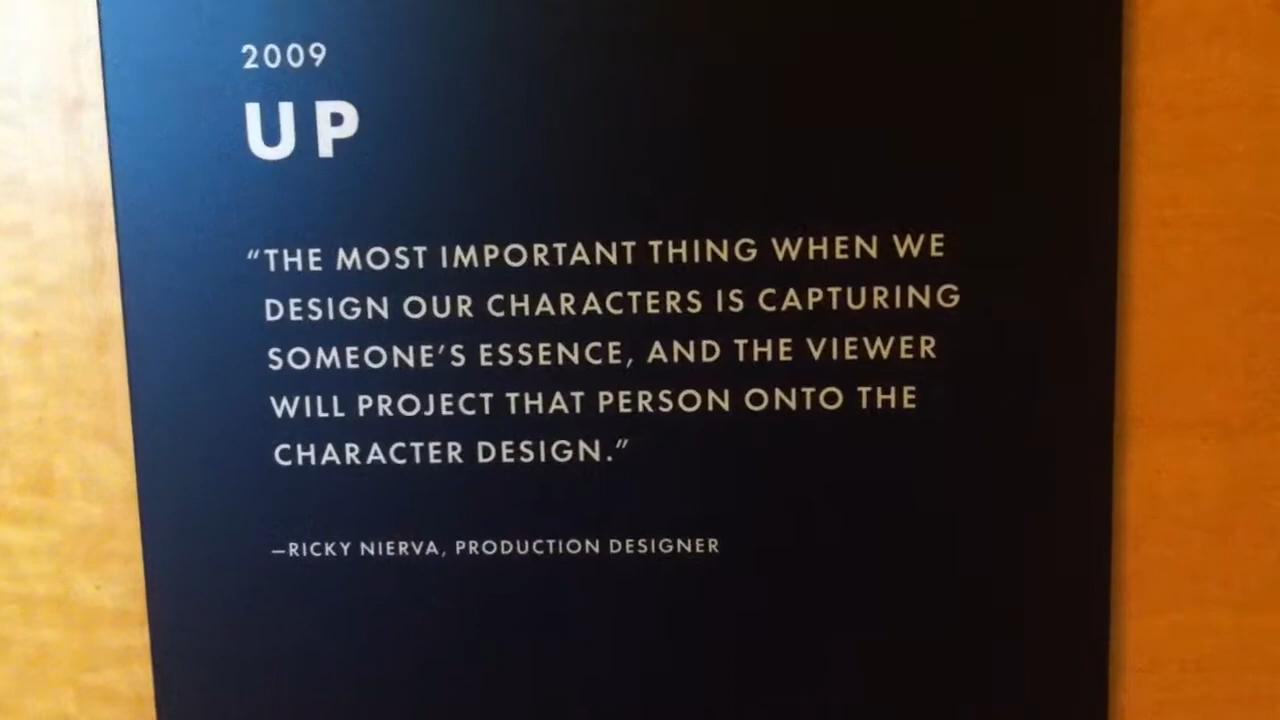 2009
UP
“THE MOST IMPORTANT THING WHEN WE
DESIGN OUR CHARACTERS IS CAPTURING
SOMEONE’S ESSENCE, AND THE VIEWER
WILL PROJECT THAT PERSON ONTO THE
CHARACTER DESIGN.”
—RICKY NIERVA, PRODUCTION DESIGNER